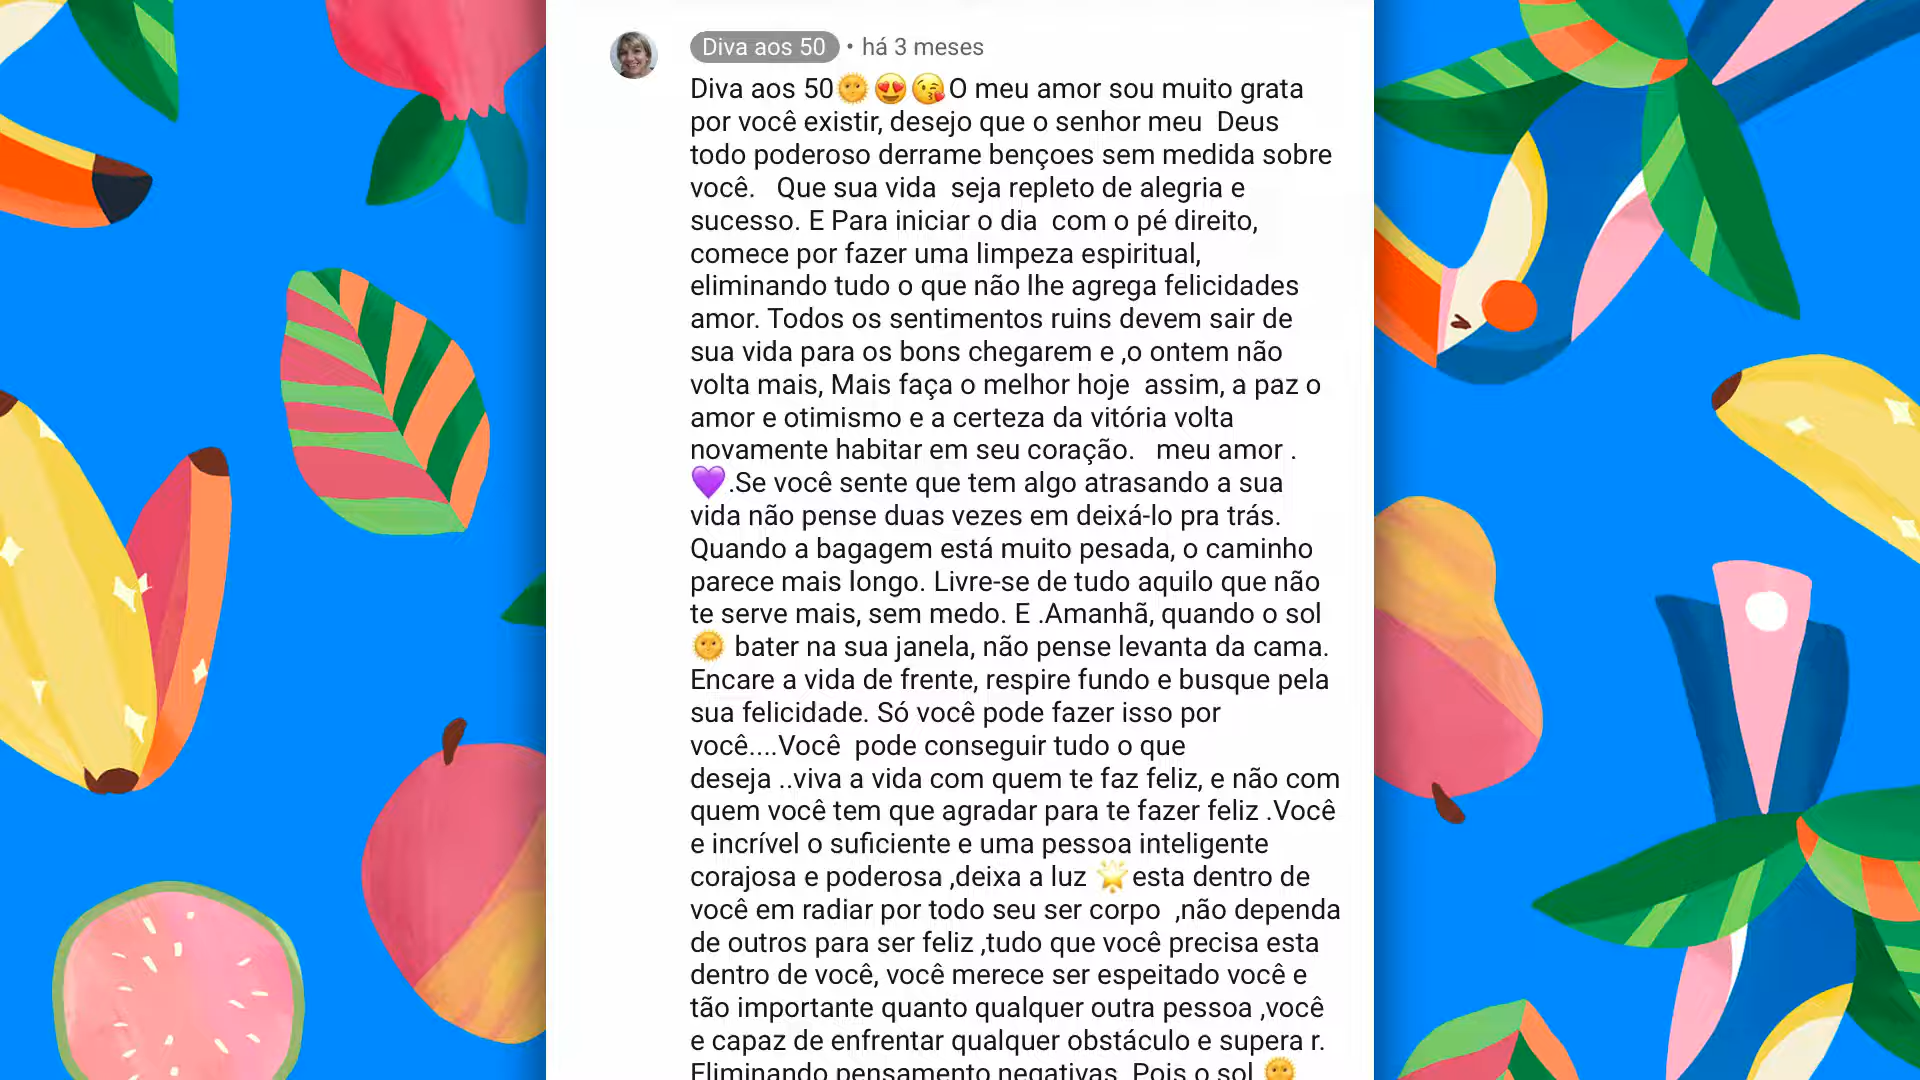 Diva aos 50 • há 3 meses
Diva aos 50🌞😍😘O meu amor sou muito grata
por você existir, desejo que o senhor meu  Deus
todo poderoso derrame bençoes sem medida sobre
você.   Que sua vida  seja repleto de alegria e
sucesso. E Para iniciar o dia  com o pé direito,
comece por fazer uma limpeza espiritual,
eliminando tudo o que não lhe agrega felicidades
amor. Todos os sentimentos ruins devem sair de
sua vida para os bons chegarem e ,o ontem não
volta mais, Mais faça o melhor hoje  assim, a paz o
amor e otimismo e a certeza da vitória volta
novamente habitar em seu coração.   meu amor .
💜.Se você sente que tem algo atrasando a sua
vida não pense duas vezes em deixá-lo pra trás.
Quando a bagagem está muito pesada, o caminho
parece mais longo. Livre-se de tudo aquilo que não
te serve mais, sem medo. E .Amanhã, quando o sol
🌞 bater na sua janela, não pense levanta da cama.
Encare a vida de frente, respire fundo e busque pela
sua felicidade. Só você pode fazer isso por
você....Você  pode conseguir tudo o que
deseja ..viva a vida com quem te faz feliz, e não com
quem você tem que agradar para te fazer feliz .Você
e incrível o suficiente e uma pessoa inteligente
corajosa e poderosa ,deixa a luz 🌟esta dentro de
você em radiar por todo seu ser corpo  ,não dependa
de outros para ser feliz ,tudo que você precisa esta
dentro de você, você merece ser espeitado você e
tão importante quanto qualquer outra pessoa ,você
e capaz de enfrentar qualquer obstáculo e supera r.
Eliminando pensamento negativas  Pois o sol 🌞